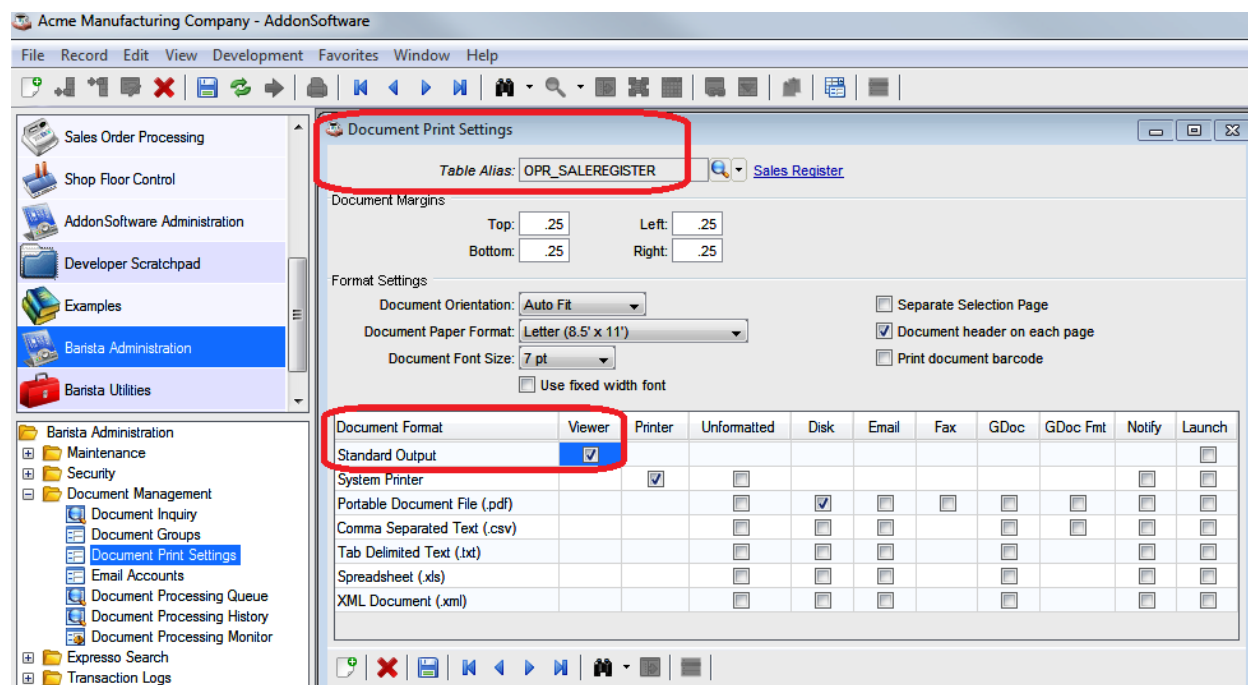 Acme Manufacturing Company - AddonSoftware
File Record Edit View Development Favorites Window Help
Sales Order Processing
Shop Floor Control
AddonSoftware Administration
Developer Scratchpad
Examples
Barista Administration
Barista Utilities
Barista Administration
Maintenance
Security
Document Management
Document Inquiry
Document Groups
Document Print Settings
Email Accounts
Document Processing Queue
Document Processing History
Document Processing Monitor
Expresso Search
Transaction Logs
Document Print Settings
Table Alias: OPR_SALEREGISTER Sales Register
Document Margins
Top: .25 Left: .25
Bottom: .25 Right: .25
Format Settings
Document Orientation: Auto Fit Separate Selection Page
Document Paper Format: Letter (8.5' x 11') Document header on each page
Document Font Size: 7 pt Print document barcode
Use fixed width font
Document Format Viewer Printer Unformatted Disk Email Fax GDoc GDoc Fmt Notify Launch
Standard Output
System Printer
Portable Document File (.pdf)
Comma Separated Text (.csv)
Tab Delimited Text (.txt)
Spreadsheet (.xls)
XML Document (.xml)